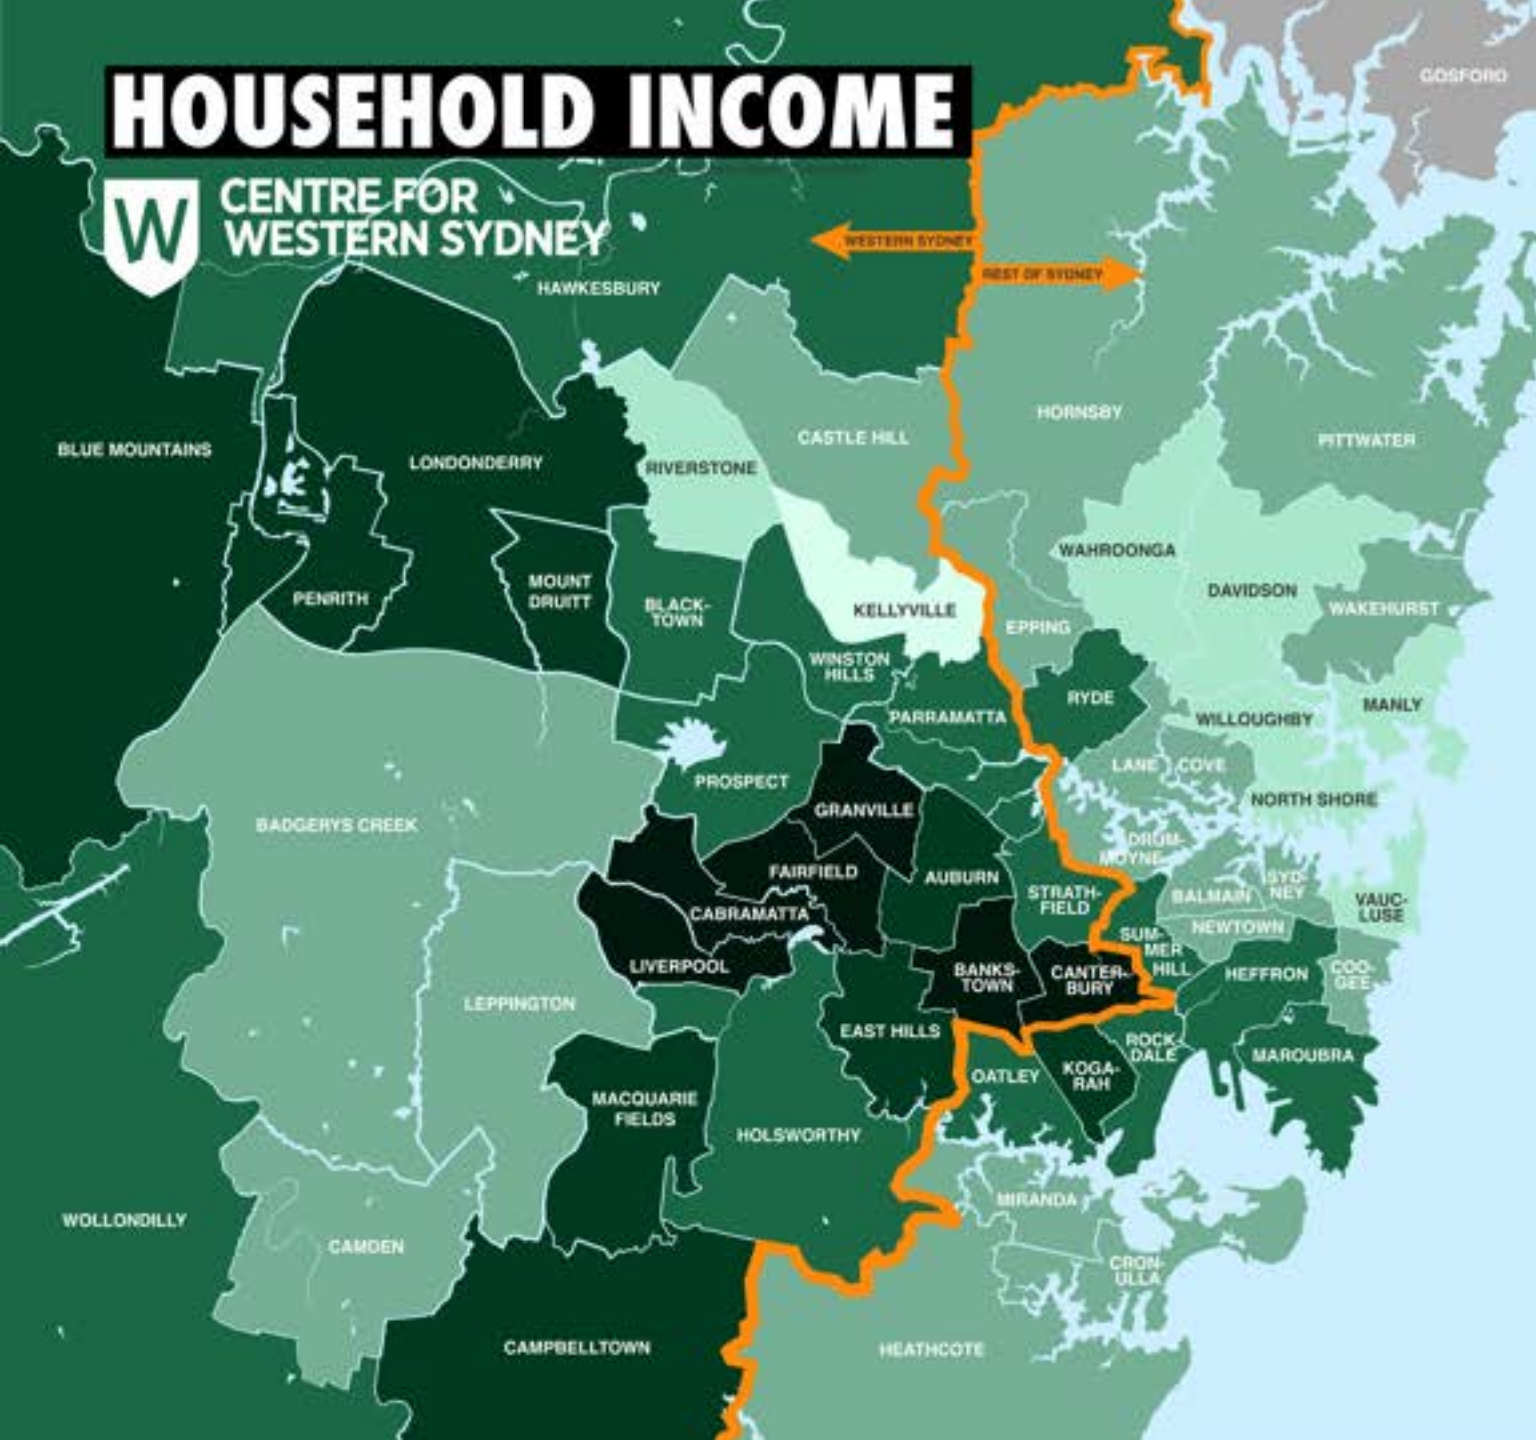 GOSFORD
HOUSEHOLD INCOME
W
CENTRE FOR
WESTERN SYDNEY
WESTERN SYDNEY
REST OF SYDNEY
HAWKESBURY
HORNSBY
CASTLE HILL
PITTWATER
BLUE MOUNTAINS
LONDONDERRY
RIVERSTONE
WAHROONGA
DAVIDSON
WAKEHURST
PENRITH
MOUNT
DRUITT
BLACK-
TOWN
KELLYVILLE
EPPING
WINSTON
HILLS
RYDE
MANLY
PARRAMATTA
WILLOUGHBY
LANE COVE
PROSPECT
NORTH SHORE
GRANVILLE
BADGERYS CREEK
DRUM-
MOYNE
FAIRFIELD
AUBURN
STRATH-
FIELD
BALMAIN
SYD-
NEY
VAUC-
LUSE
CABRAMATTA
NEWTOWN
SUM-
MER
HILL
LIVERPOOL
BANKS-
TOWN
CANTER-
BURY
HEFFRON
COO-
GEE
LEPPINGTON
EAST HILLS
ROCK-
DALE
MAROUBRA
OATLEY
KOGA-
RAH
MACQUARIE
FIELDS
HOLSWORTHY
MIRANDA
WOLLONDILLY
CAMDEN
CRON-
ULLA
CAMPBELLTOWN
HEATHCOTE